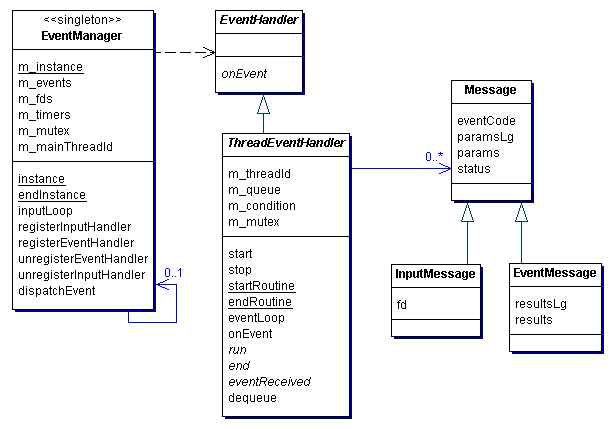 <<singleton>>
EventManager
m_instance
m_events
m_fds
m_timers
m_mutex
m_mainThreadId
instance
endInstance
inputLoop
registerInputHandler
registerEventHandler
unregisterEventHandler
unregisterInputHandler
dispatchEvent
0..1
EventHandler
onEvent
ThreadEventHandler
m_threadId
m_queue
m_condition
m_mutex
start
stop
startRoutine
endRoutine
eventLoop
onEvent
run
end
eventReceived
dequeue
0..*
Message
eventCode
paramsLg
params
status
InputMessage
fd
EventMessage
resultsLg
results